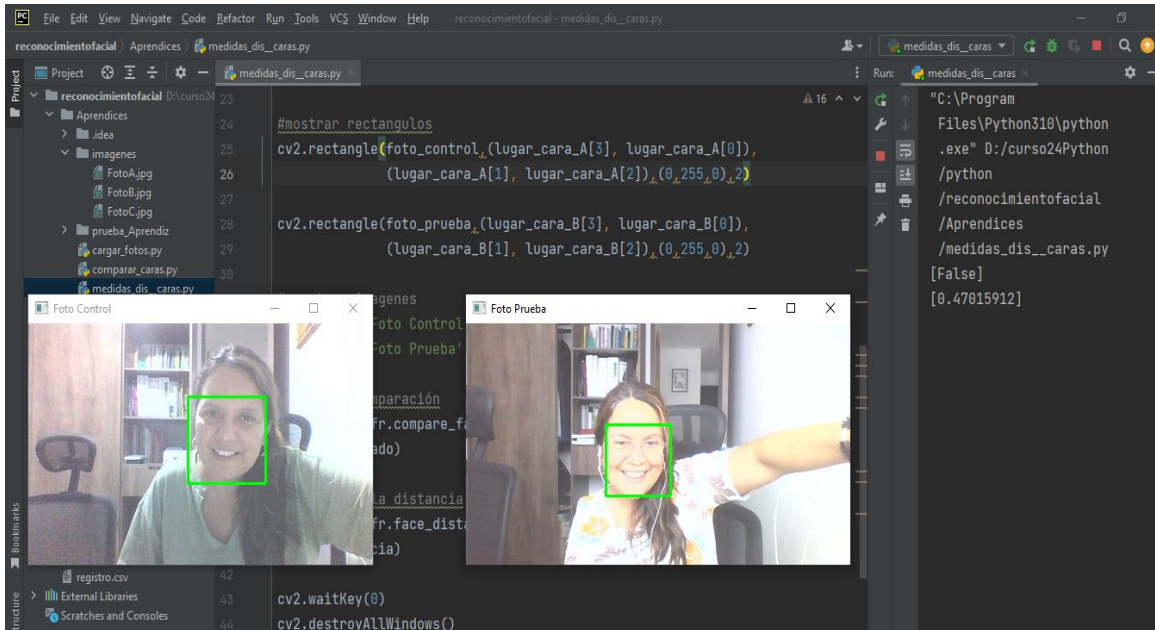 PC File Edit View Navigate Code Refactor Run Tools VCS Window Help reconocimientofacial - medidas_dis__caras.py
reconocimientofacial Aprendices medidas_dis__caras.py medidas_dis__caras
Project medidas_dis__caras.py Run: medidas_dis__caras
Project
reconocimientofacial D:\curso24
Aprendices
.idea
imagenes
FotoA.jpg
FotoB.jpg
FotoC.jpg
prueba_Aprendiz
cargar_fotos.py
comparar_caras.py
medidas_dis__caras.py
registro.csv
External Libraries
Scratches and Consoles
Bookmarks
Structure
16
23
24 #mostrar rectangulos
25 cv2.rectangle(foto_control,(lugar_cara_A[3], lugar_cara_A[0]),
26 (lugar_cara_A[1], lugar_cara_A[2]),(0,255,0),2)
27
28 cv2.rectangle(foto_prueba,(lugar_cara_B[3], lugar_cara_B[0]),
29 (lugar_cara_B[1], lugar_cara_B[2]),(0,255,0),2)
30
agenes
Foto Control
Foto Prueba'
mparación
fr.compare_fa
ado)
la distancia
fr.face_dista
cia)
42
43 cv2.waitKey(0)
44 cv2.destroyAllWindows()
Foto Control
Foto Prueba
"C:\Program
Files\Python310\python
.exe" D:/curso24Python
/python
/reconocimientofacial
/Aprendices
/medidas_dis__caras.py
[False]
[0.47015912]